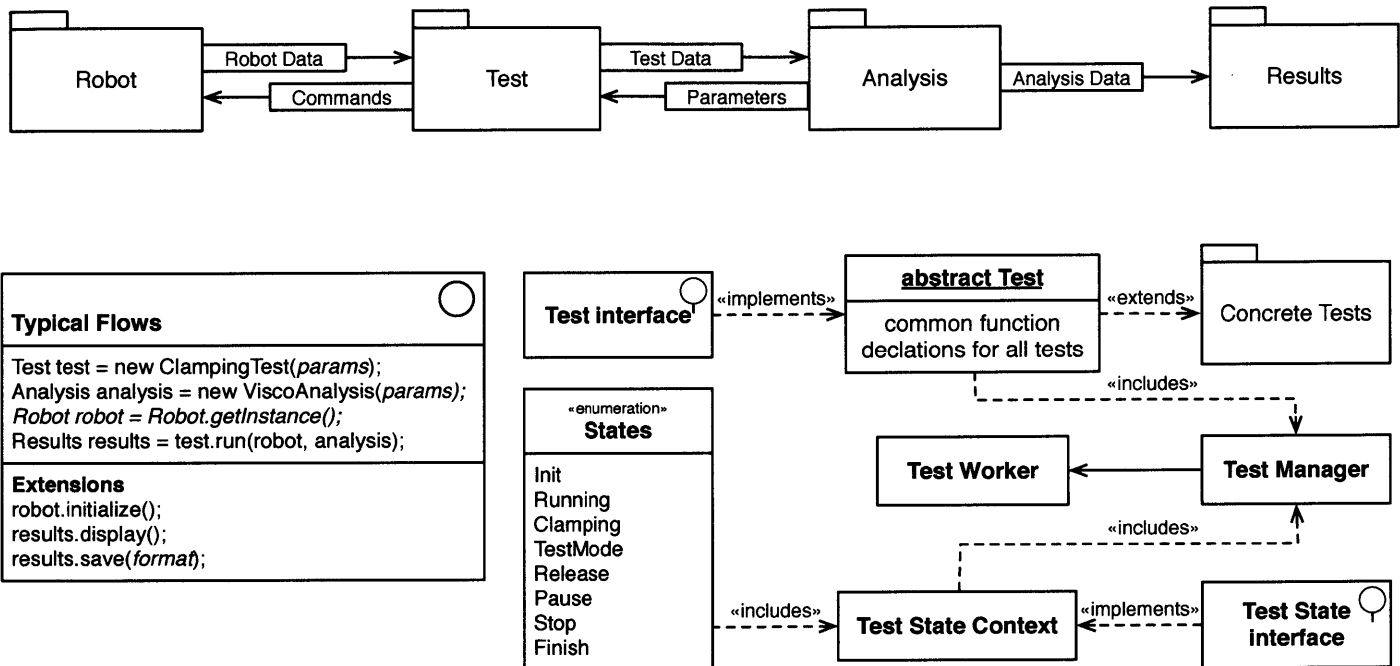 Robot
Robot Data
Commands
Test
Test Data
Parameters
Analysis
Analysis Data
Results
Typical Flows
Test test = new ClampingTest(params);
Analysis analysis = new ViscoAnalysis(params);
Robot robot = Robot.getInstance();
Results results = test.run(robot, analysis);
Extensions
robot.initialize();
results.display();
results.save(format);
Test interface
«implements»
abstract Test
common function
declations for all tests
«extends»
Concrete Tests
«includes»
«enumeration»
States
Init
Running
Clamping
TestMode
Release
Pause
Stop
Finish
Test Worker
Test Manager
«includes»
«includes»
Test State Context
«implements»
Test State
interface